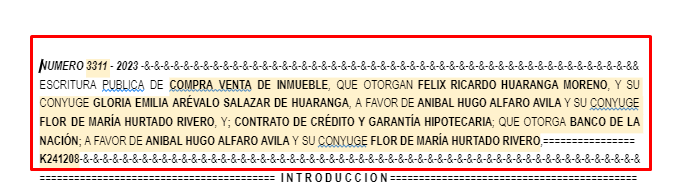 NUMERO 3311 - 2023 -&-&-&-&-&-&-&-&-&-&-&-&-&-&-&-&-&-&-&-&-&-&-&-&-&-&-&-&-&-&-&-&-&-&-&-&-&-&-&-&-&&
ESCRITURA PUBLICA DE COMPRA VENTA DE INMUEBLE, QUE OTORGAN FELIX RICARDO HUARANGA MORENO, Y SU
CONYUGE GLORIA EMILIA ARÉVALO SALAZAR DE HUARANGA, A FAVOR DE ANIBAL HUGO ALFARO AVILA Y SU CONYUGE
FLOR DE MARÍA HURTADO RIVERO, Y; CONTRATO DE CRÉDITO Y GARANTÍA HIPOTECARIA; QUE OTORGA BANCO DE LA
NACIÓN; A FAVOR DE ANIBAL HUGO ALFARO AVILA Y SU CONYUGE FLOR DE MARÍA HURTADO RIVERO,================
K241208-&-&-&-&-&-&-&-&-&-&-&-&-&-&-&-&-&-&-&-&-&-&-&-&-&-&-&-&-&-&-&-&-&-&-&-&-&-&-&-&-&-&-&-&-&
========================================= I N T R O D U C C I O N ===========================================